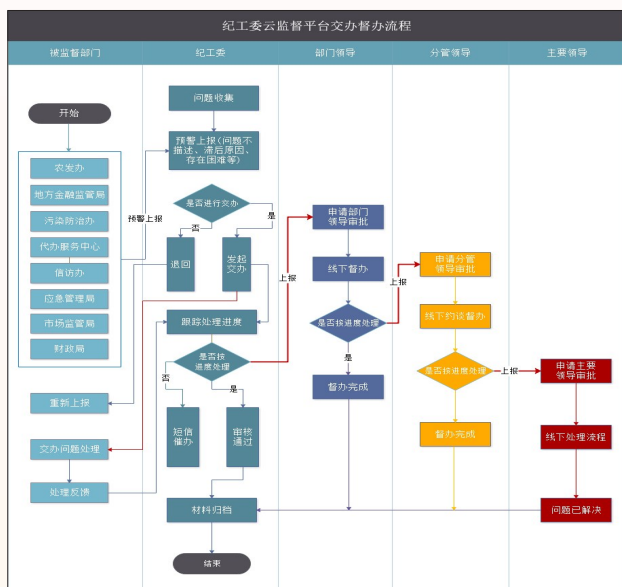 纪工委云监督平台交办督办流程
被监督部门
纪工委
部门领导
分管领导
主要领导
开始
农发办
地方金融监管局
污染防治办
代办服务中心
信访办
应急管理局
市场监管局
财政局
重新上报
交办问题处理
处理反馈
预警上报
问题收集
预警上报(问题不
描述、滞后原因、
存在困难等)
是否进行交办
否
是
退回
发起
交办
跟踪处理进度
是否按
进度处理
否
是
短信
催办
审核
通过
材料归档
结束
上报
申请部门
领导审批
线下督办
是否按进度处理
是
督办完成
上报
申请分管
领导审批
线下约谈督办
是否按进度处理
督办完成
上报
申请主要
领导审批
线下处理流程
问题已解决